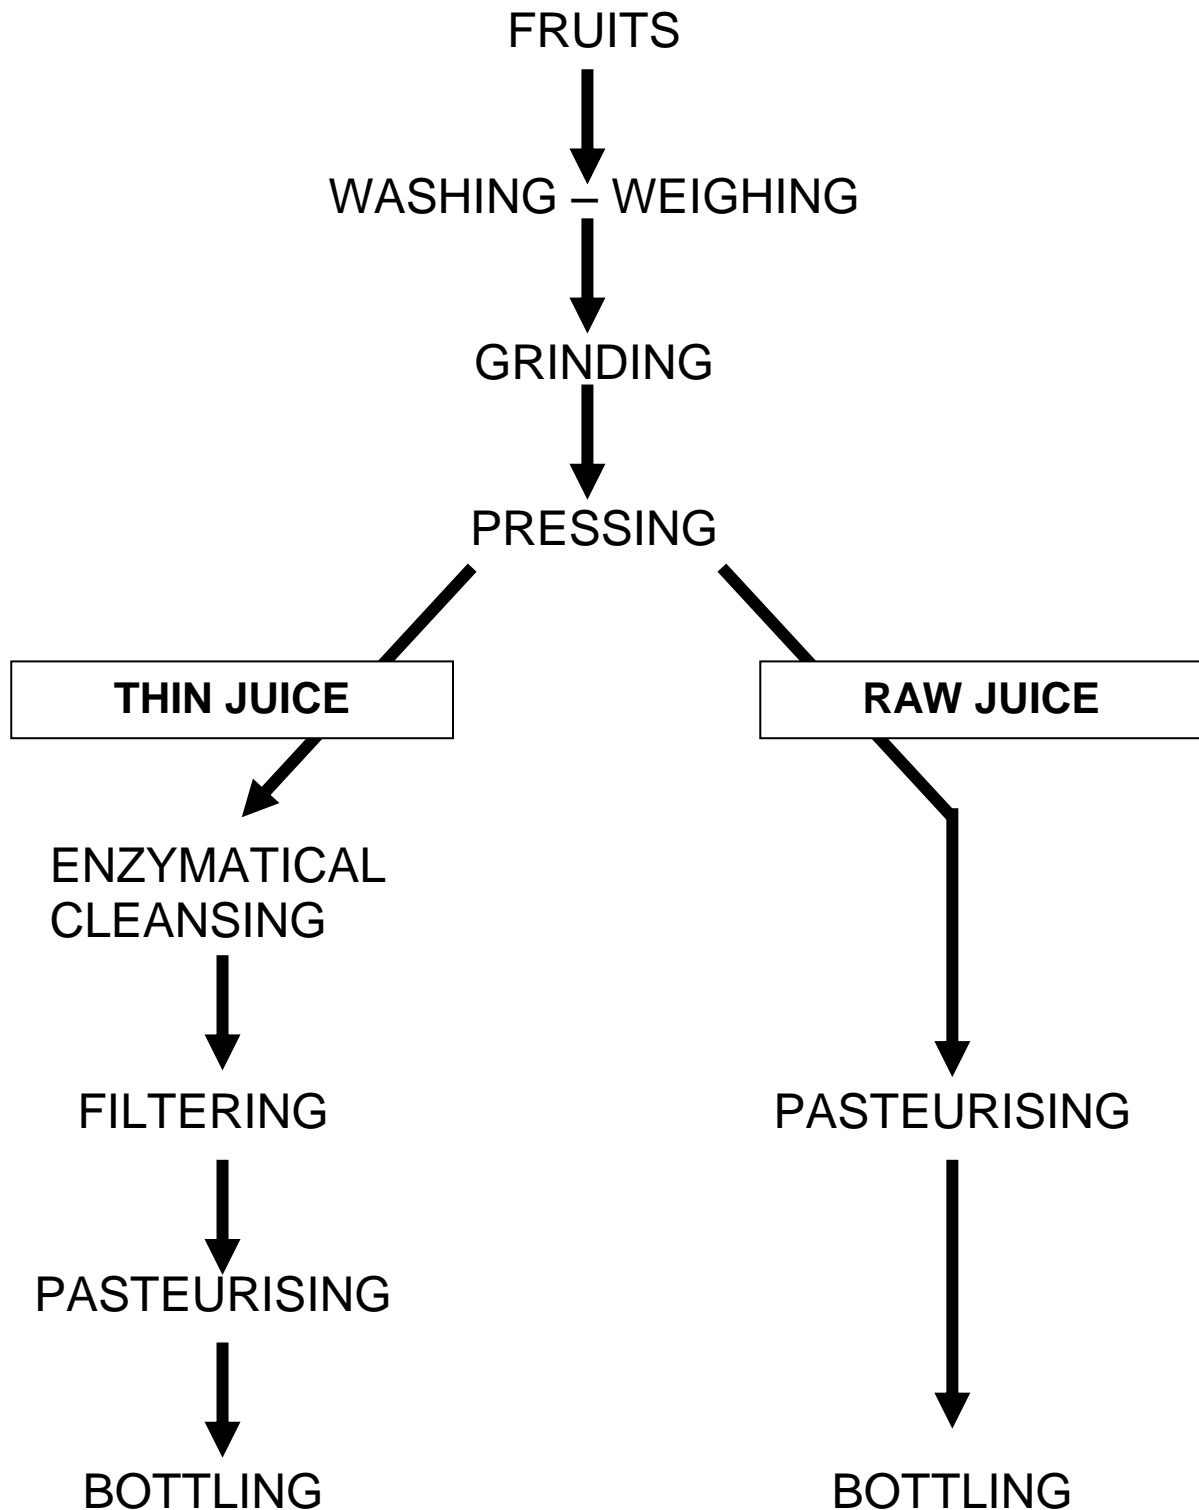 FRUITS
WASHING – WEIGHING
GRINDING
PRESSING
THIN JUICE
RAW JUICE
ENZYMATICAL
CLEANSING
FILTERING
PASTEURISING
PASTEURISING
BOTTLING
BOTTLING